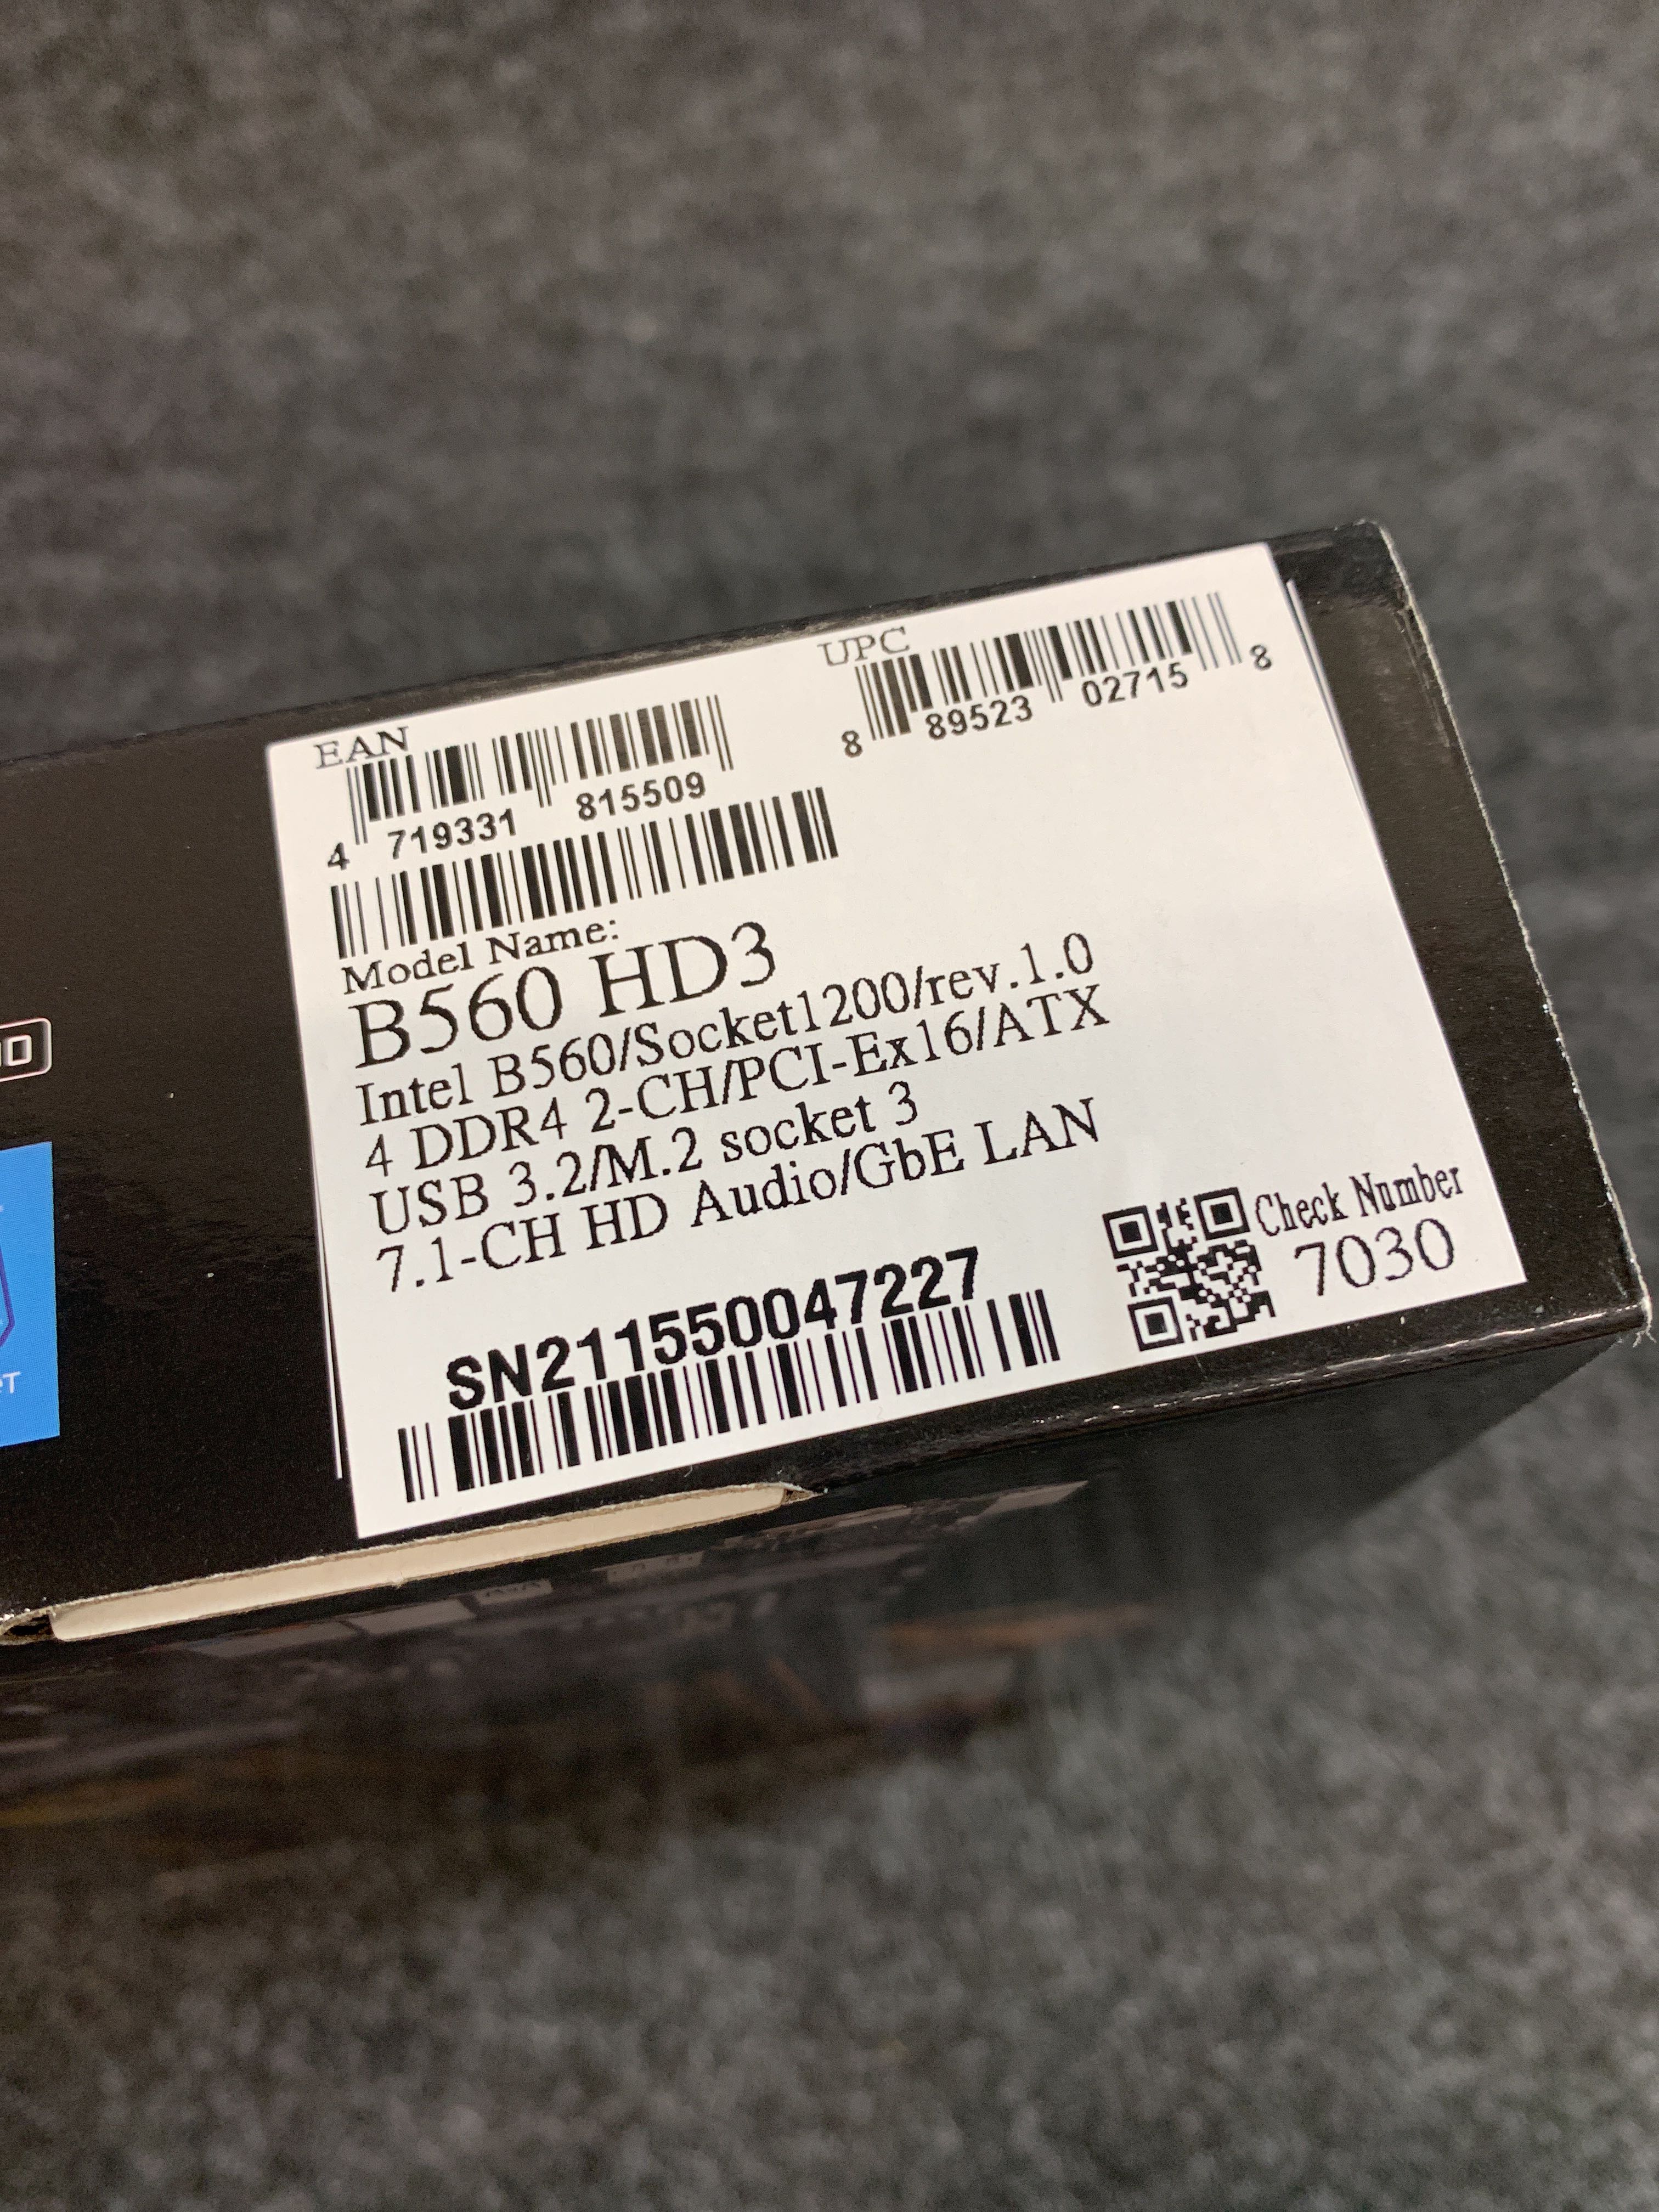 EAN
4 719331 815509
UPC
8 89523 02715 8
Model Name:
B560 HD3
Intel B560/Socket1200/rev.1.0
4 DDR4 2-CH/PCI-Ex16/ATX
USB 3.2/M.2 socket 3
7.1-CH HD Audio/GbE LAN
SN211550047227
Check Number
7030